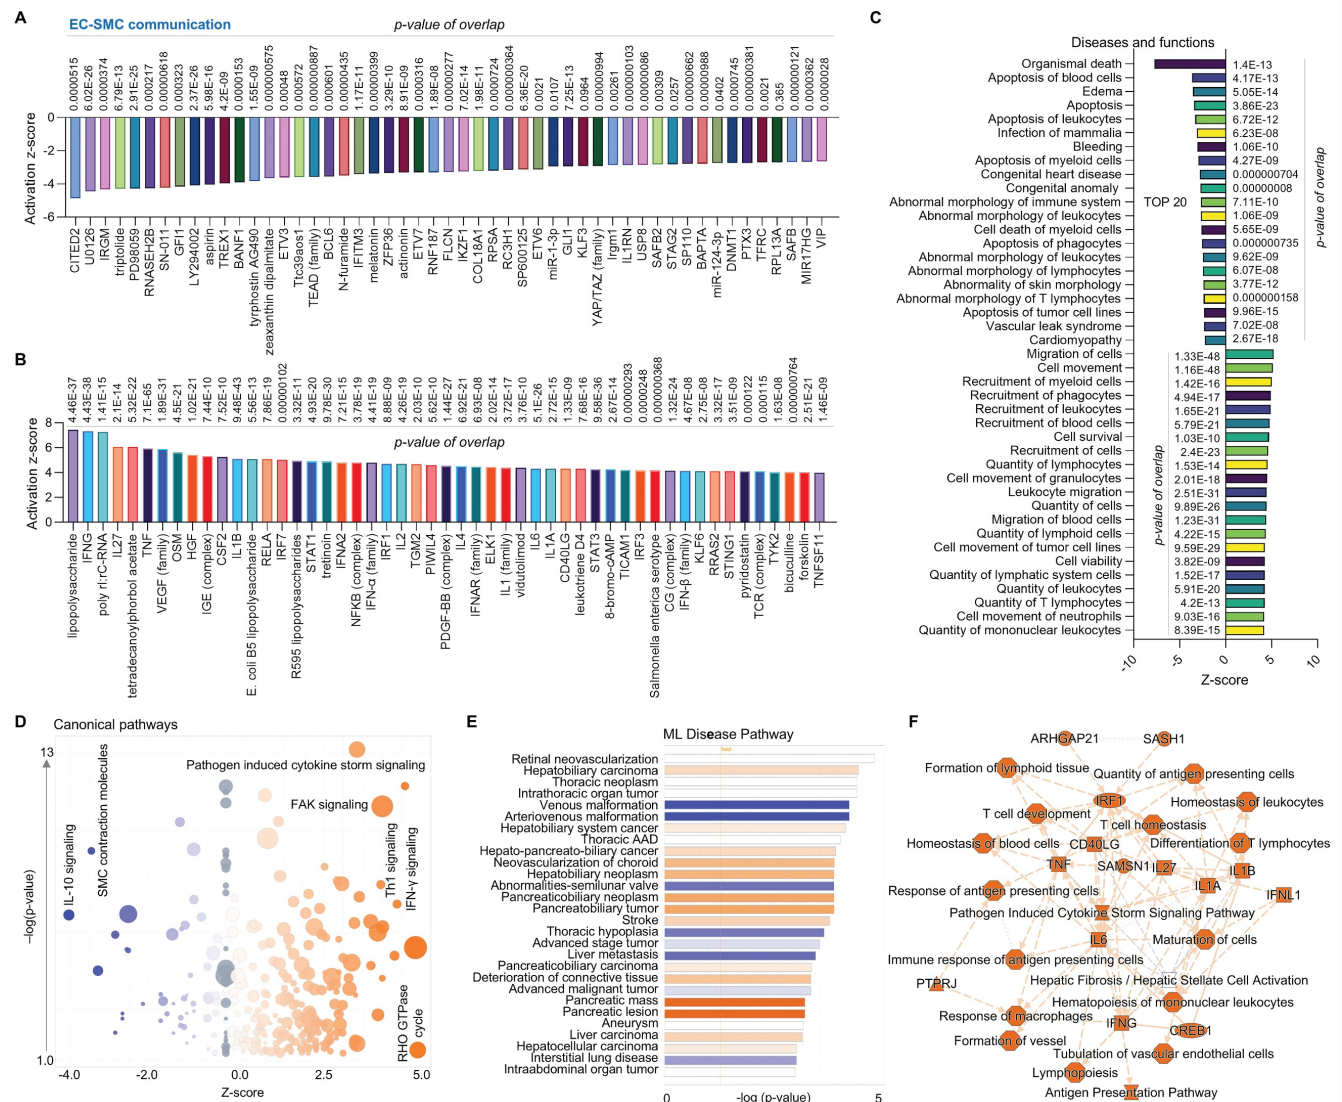 A
EC-SMC communication
p-value of overlap
0.0000515
6.02E-26
0.0000374
6.79E-13
2.91E-25
0.000217
0.00000618
0.000323
2.37E-26
5.98E-16
4.2E-09
0.0000153
1.55E-09
0.000000575
0.00048
0.000572
0.000000887
0.000601
0.00000435
1.17E-11
0.000000399
3.29E-10
8.91E-09
0.000316
1.89E-08
0.00000277
7.02E-14
1.98E-11
0.0000724
0.000000364
6.36E-20
0.0021
0.0107
7.25E-13
0.0964
0.000000994
0.00261
0.00000103
0.0000086
0.00309
0.0257
0.00000662
0.00000988
0.0402
0.0000745
0.00000381
0.0021
0.365
0.000000121
0.0000362
0.000028
Activation z-score
0
-2
-4
-6
CITED2
U0126
IRGM
triptolide
PD98059
RNASEH2B
SN-011
GFI1
LY294002
aspirin
TREX1
BANF1
tyrphostin AG490
zeaxanthin dipalmitate
ETV3
Ttc39aos1
TEAD (family)
BCL6
N-furamide
IFITM3
melatonin
ZFP36
actinonin
ETV7
RNF187
FLCN
IKZF1
COL18A1
RPSA
RC3H1
SP600125
ETV6
miR-1-3p
GLI1
KLF3
YAP/TAZ (family)
Irgm1
IL1RN
USP8
SAFB2
STAG2
SP110
BAPTA
miR-124-3p
DNMT1
PTX3
TFRC
RPL13A
SAFB
MIR17HG
VIP
B
4.46E-37
4.43E-38
1.41E-15
2.1E-14
5.32E-22
7.1E-65
1.89E-31
4.5E-21
1.02E-21
7.44E-10
7.52E-10
9.48E-43
5.56E-13
7.86E-19
0.0000102
3.32E-11
4.93E-20
9.78E-30
7.21E-15
3.78E-19
4.41E-19
8.88E-09
4.26E-19
2.03E-10
5.62E-10
1.44E-27
6.92E-21
6.93E-08
2.02E-14
3.72E-17
3.76E-10
5.1E-26
2.72E-15
1.33E-09
7.68E-16
9.58E-36
2.67E-14
0.00000293
0.0000248
0.000000368
1.32E-24
4.67E-08
2.75E-08
3.32E-17
3.51E-09
0.000122
0.000115
1.63E-08
0.00000764
2.51E-21
1.46E-09
p-value of overlap
Activation z-score
8
6
4
2
0
lipopolysaccharide
IFNG
poly rI:rC-RNA
IL27
tetradecanoylphorbol acetate
TNF
VEGF (family)
OSM
HGF
IGE (complex)
CSF2
IL1B
E. coli B5 lipopolysaccharide
RELA
IRF7
R595 lipopolysaccharides
STAT1
tretinoin
IFNA2
NFKB (complex)
IFN-α (family)
IRF1
IL2
TGM2
PIWIL4
PDGF-BB (complex)
IL4
IFNAR (family)
ELK1
IL1 (family)
vidutolimod
IL6
IL1A
CD40LG
leukotriene D4
STAT3
8-bromo-cAMP
TICAM1
IRF3
Salmonella enterica serotype
CG (complex)
IFN-β (family)
KLF6
RRAS2
STING1
pyridostatin
TCR (complex)
TYK2
bicuculline
forskolin
TNFSF11
C
Diseases and functions
Organismal death 1.4E-13
Apoptosis of blood cells 4.17E-13
Edema 5.05E-14
Apoptosis 3.86E-23
Apoptosis of leukocytes 6.72E-12
Infection of mammalia 6.23E-08
Bleeding 1.06E-10
Apoptosis of myeloid cells 4.27E-09
Congenital heart disease 0.000000704
Congenital anomaly 0.00000008
Abnormal morphology of immune system TOP 20 7.11E-10
Abnormal morphology of leukocytes 1.06E-09
Cell death of myeloid cells 5.65E-09
Apoptosis of phagocytes 0.000000735
Abnormal morphology of leukocytes 9.62E-09
Abnormal morphology of lymphocytes 6.07E-08
Abnormality of skin morphology 3.77E-12
Abnormal morphology of T lymphocytes 0.000000158
Apoptosis of tumor cell lines 9.96E-15
Vascular leak syndrome 7.02E-08
Cardiomyopathy 2.67E-18
p-value of overlap
Migration of cells 1.33E-48
Cell movement 1.16E-48
Recruitment of myeloid cells 1.42E-16
Recruitment of phagocytes 4.94E-17
Recruitment of leukocytes 1.65E-21
Recruitment of blood cells 5.79E-21
Cell survival 1.03E-10
Recruitment of cells 2.4E-23
Quantity of lymphocytes 1.53E-14
Cell movement of granulocytes 2.01E-18
Leukocyte migration 2.51E-31
Quantity of cells 9.89E-26
Migration of blood cells 1.23E-31
Quantity of lymphoid cells 4.22E-15
Cell movement of tumor cell lines 9.59E-29
Cell viability 3.82E-09
Quantity of lymphatic system cells 1.52E-17
Quantity of leukocytes 5.91E-20
Quantity of T lymphocytes 4.2E-13
Cell movement of neutrophils 9.03E-16
Quantity of mononuclear leukocytes 8.39E-15
p-value of overlap
-10 -5 0 5 10
Z-score
D
Canonical pathways
13
–log(p-value)
1.0
Pathogen induced cytokine storm signaling
FAK signaling
IL-10 signaling
SMC contraction molecules
Th1 signaling
IFN-γ signaling
RHO GTPase
cycle
-4.0 -2.0 0.0 2.5 5.0
Z-score
E
ML Disease Pathway
Retinal neovascularization
Hepatobiliary carcinoma
Thoracic neoplasm
Intrathoracic organ tumor
Venous malformation
Arteriovenous malformation
Hepatobiliary system cancer
Thoracic AAD
Hepato-pancreato-biliary cancer
Neovascularization of choroid
Hepatobiliary neoplasm
Abnormalities-semilunar valve
Pancreaticobiliary neoplasm
Pancreatobiliary tumor
Stroke
Thoracic hypoplasia
Advanced stage tumor
Liver metastasis
Pancreaticobiliary carcinoma
Deterioration of connective tissue
Advanced malignant tumor
Pancreatic mass
Pancreatic lesion
Aneurysm
Liver carcinoma
Hepatocellular carcinoma
Interstitial lung disease
Intraabdominal organ tumor
0 -log (p-value) 5
F
ARHGAP21
SASH1
Formation of lymphoid tissue
Quantity of antigen presenting cells
IRF1
Homeostasis of leukocytes
T cell development
T cell homeostasis
Homeostasis of blood cells
CD40LG
Differentiation of T lymphocytes
TNF
SAMSN1
IL27
IL1B
IL1A
Response of antigen presenting cells
IFNL1
Pathogen Induced Cytokine Storm Signaling Pathway
IL6
Maturation of cells
Immune response of antigen presenting cells
PTPRJ
Hepatic Fibrosis / Hepatic Stellate Cell Activation
Hematopoiesis of mononuclear leukocytes
Response of macrophages
IFNG
CREB1
Formation of vessel
Tubulation of vascular endothelial cells
Lymphopoiesis
Antigen Presentation Pathway